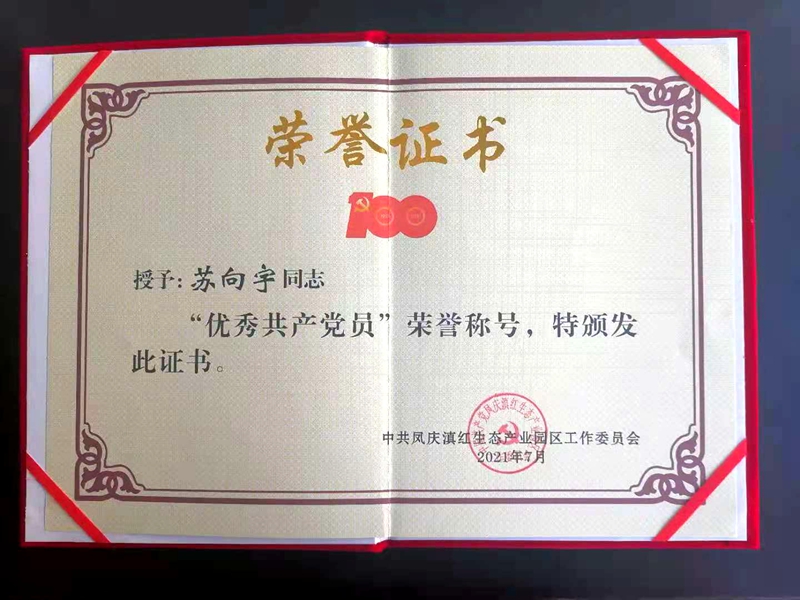 荣誉证书
100
授予：苏向宇同志
“优秀共产党员”荣誉称号，特颁发
此证书。
中共凤庆滇红生态产业园区工作委员会
2021年7月